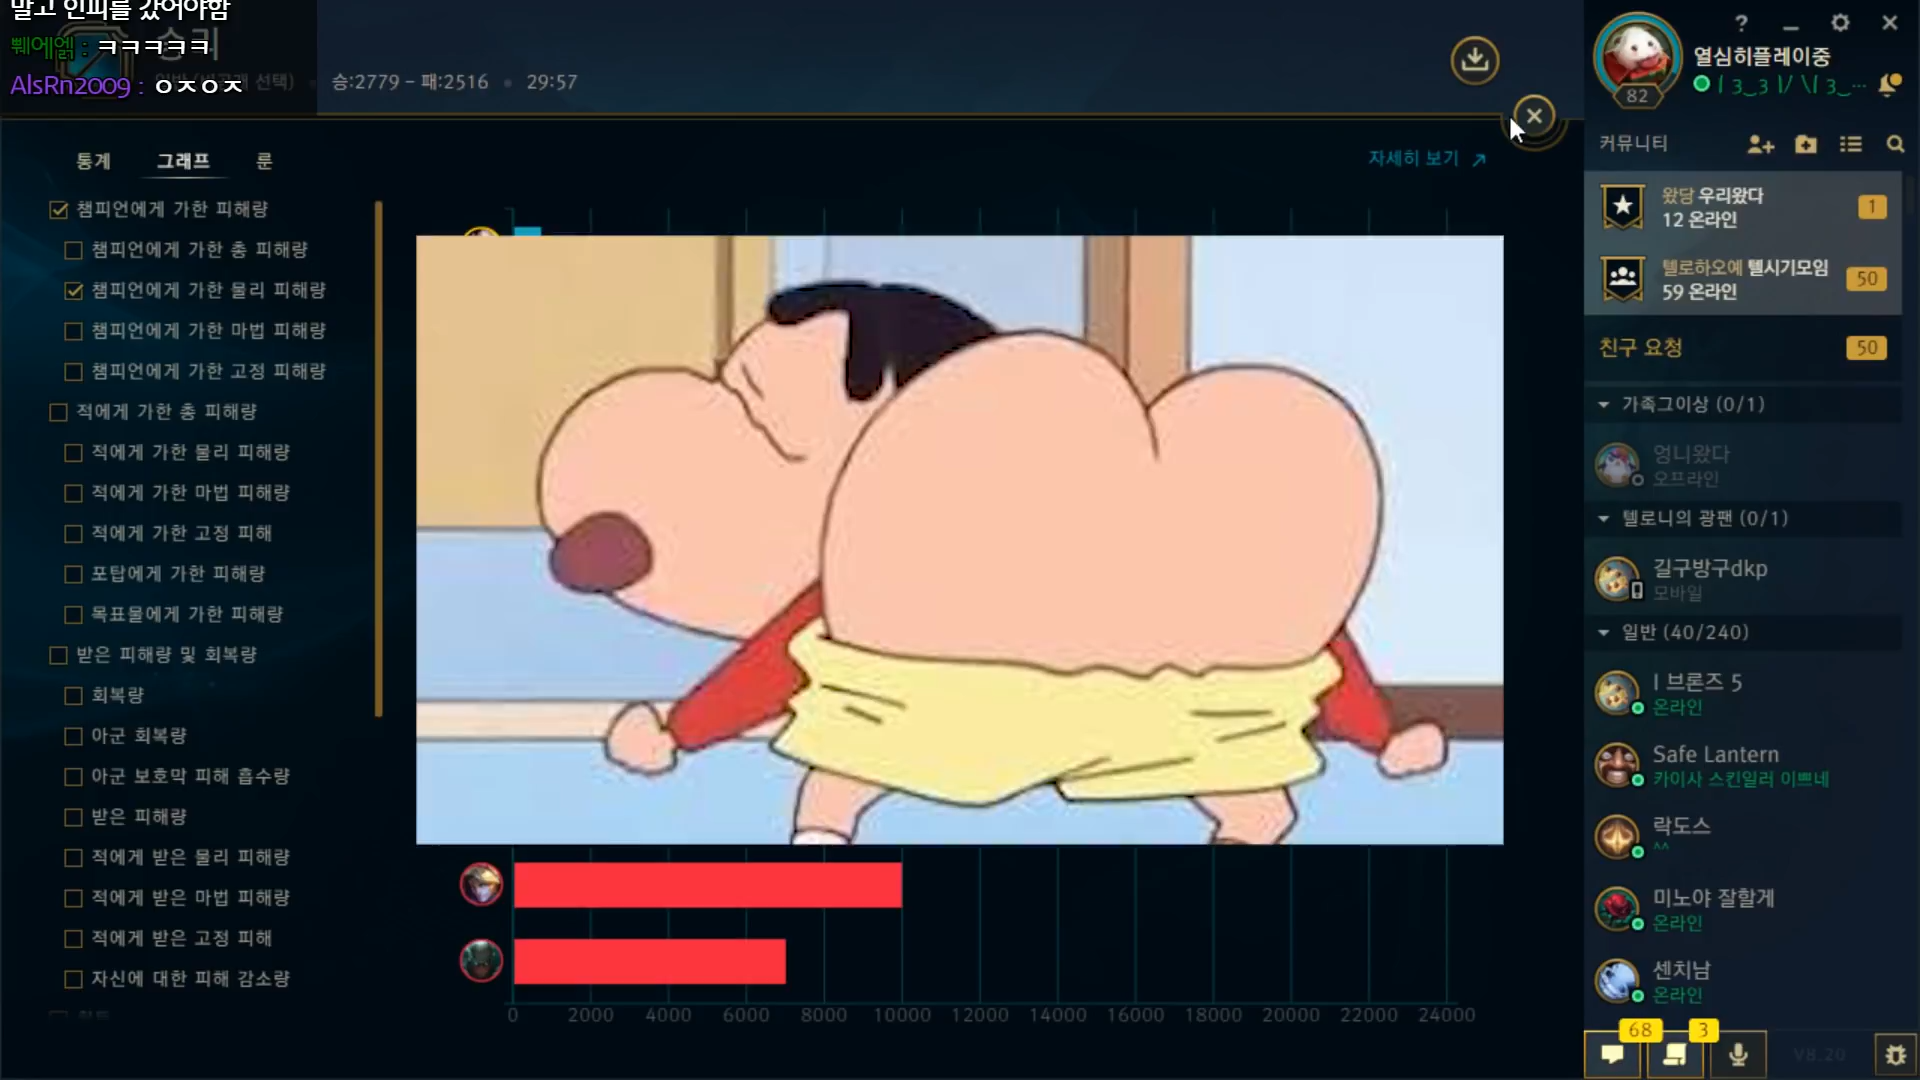 말고 인피를 갔어야함
쀄에엙 : ㅋㅋㅋㅋㅋ
AlsRn2009 : ㅇㅈㅇㅈ
승리
승:2779 – 패:2516 • 29:57
82
열심히플레이중
통계 그래프 룬
자세히 보기
커뮤니티
챔피언에게 가한 피해량
챔피언에게 가한 총 피해량
챔피언에게 가한 물리 피해량
챔피언에게 가한 마법 피해량
챔피언에게 가한 고정 피해량
적에게 가한 총 피해량
적에게 가한 물리 피해량
적에게 가한 마법 피해량
적에게 가한 고정 피해
포탑에게 가한 피해량
목표물에게 가한 피해량
받은 피해량 및 회복량
회복량
아군 회복량
아군 보호막 피해 흡수량
받은 피해량
적에게 받은 물리 피해량
적에게 받은 마법 피해량
적에게 받은 고정 피해
자신에 대한 피해 감소량
0 2000 4000 6000 8000 10000 12000 14000 16000 18000 20000 22000 24000
왔당 우리왔다 1
12 온라인
텔로하오예 텔시기모임 50
59 온라인
친구 요청 50
가족그이상 (0/1)
엉니왔다
오프라인
텔로니의 광팬 (0/1)
길구방구dkp
모바일
일반 (40/240)
I 브론즈 5
온라인
Safe Lantern
카이사 스킨일러 이쁘네
락도스
^^
미노야 잘할게
온라인
센치남
온라인
68 3
V8.20